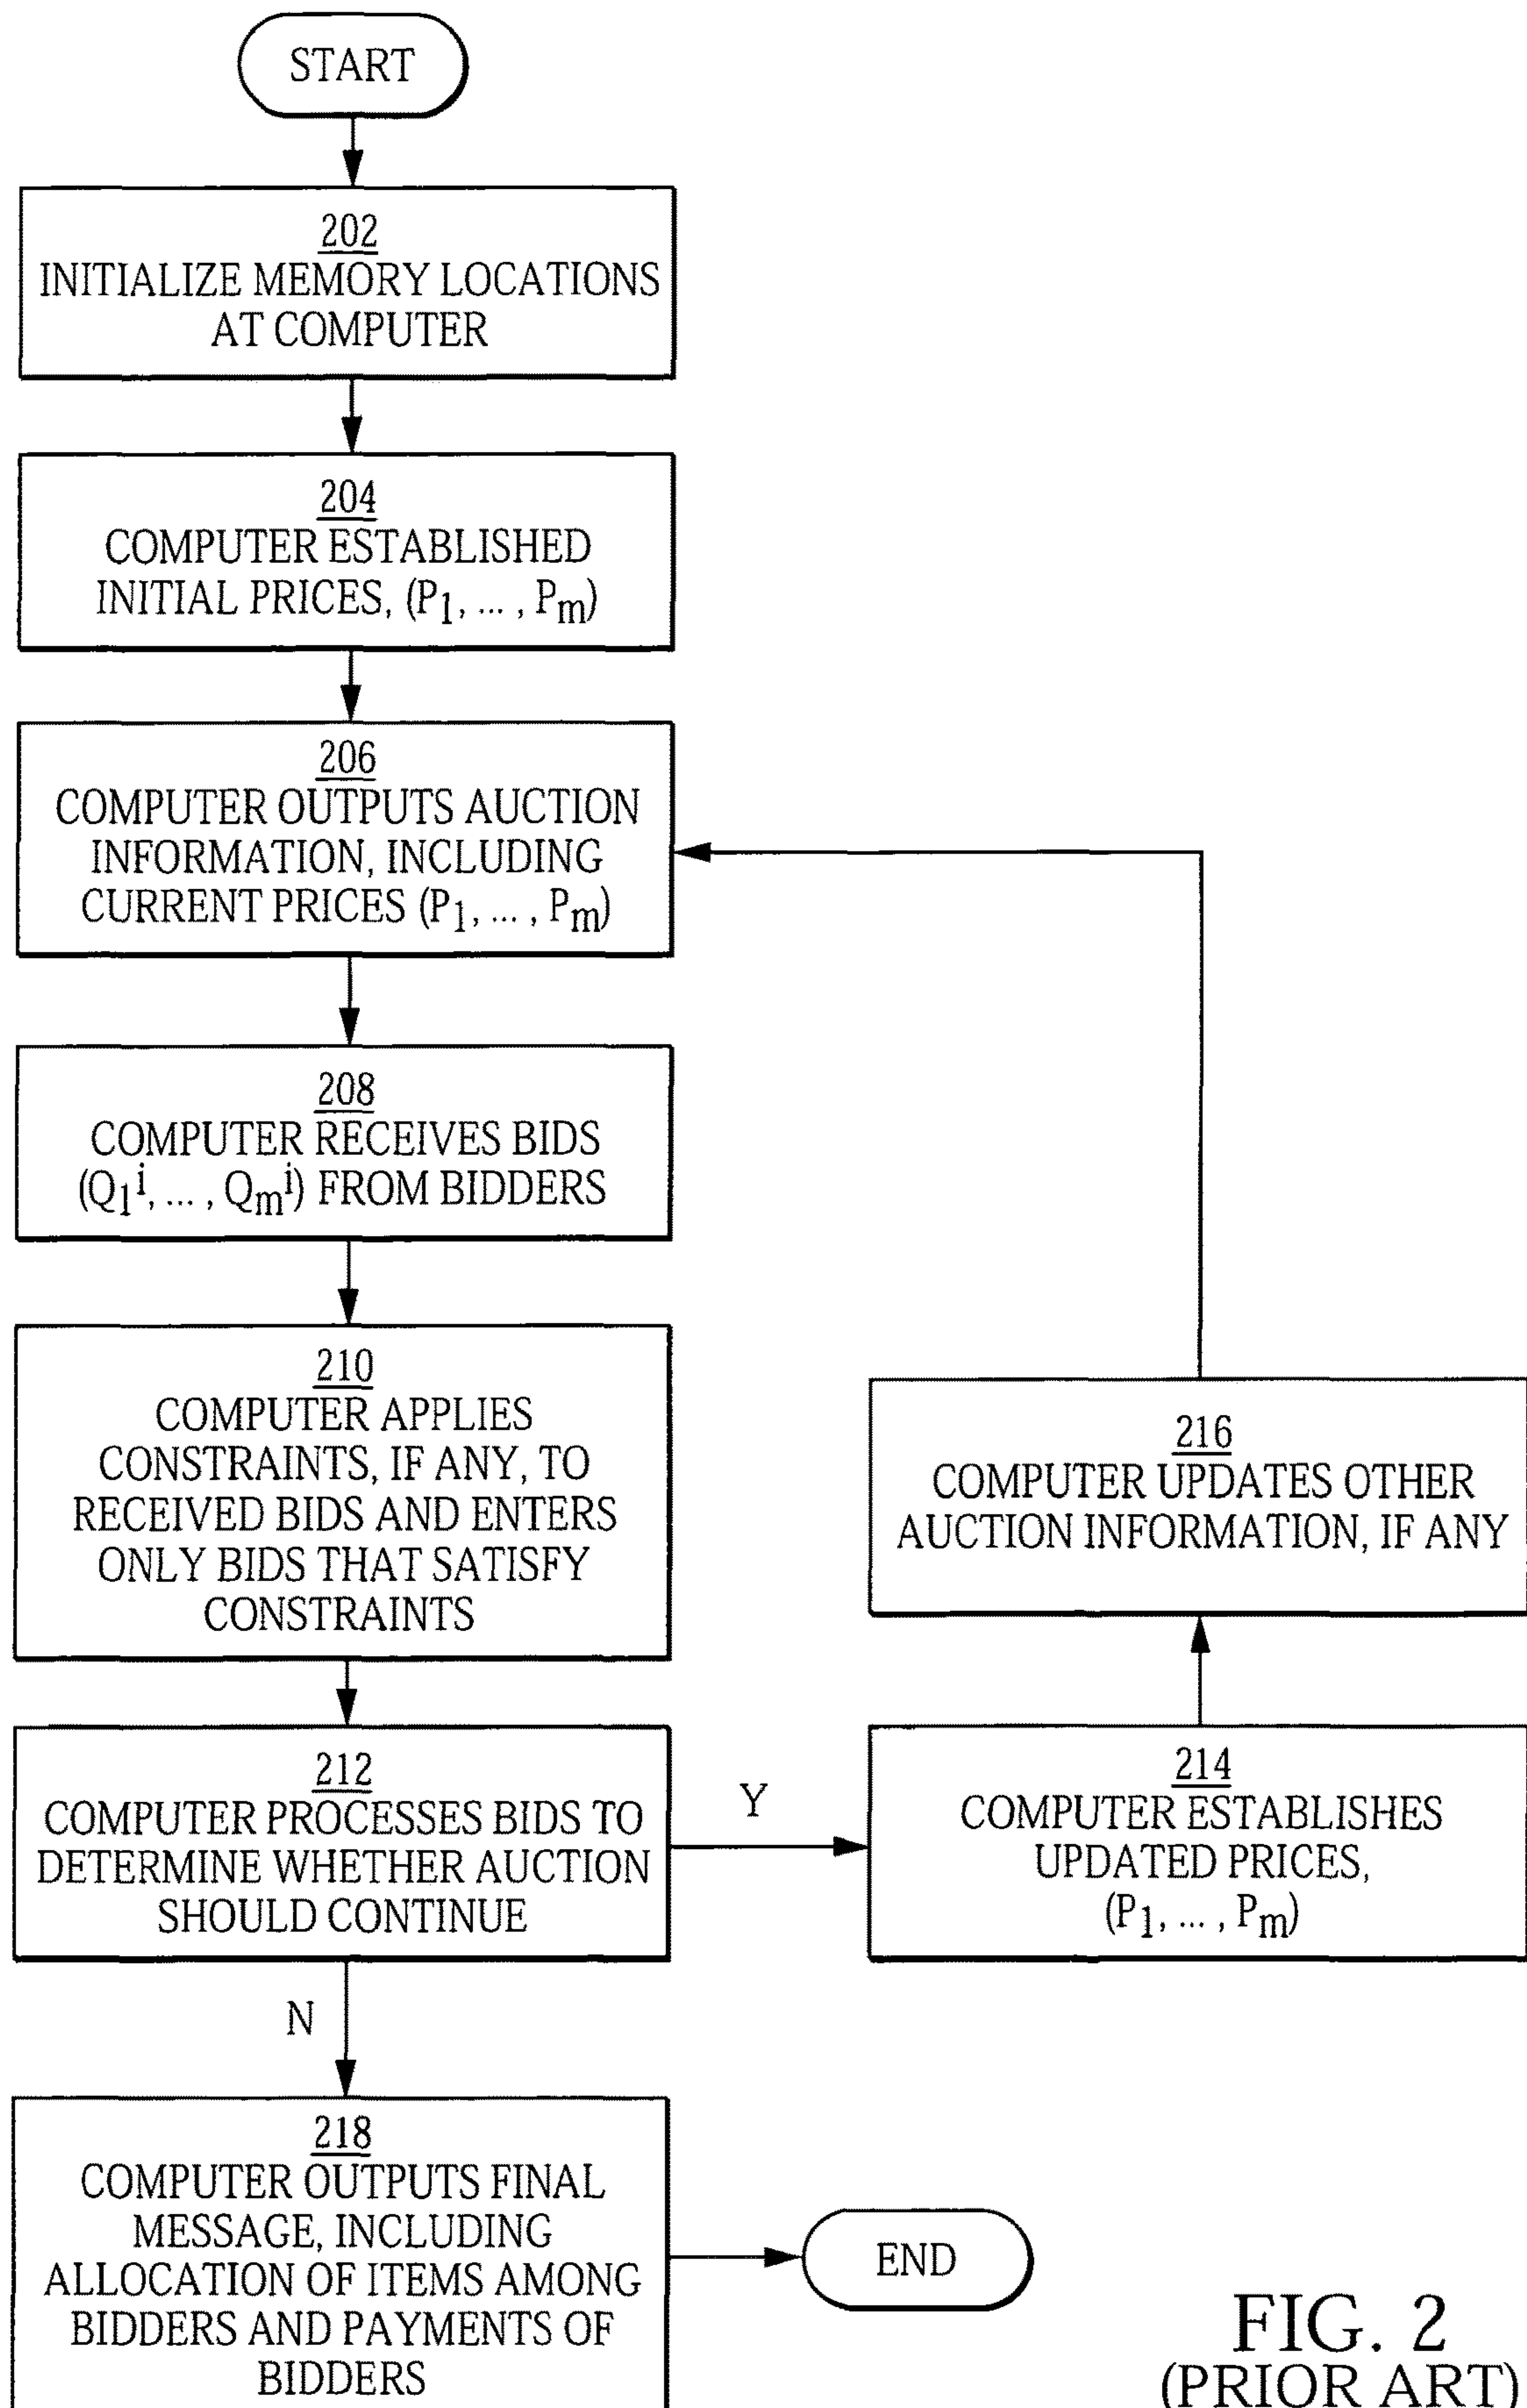 START
202
INITIALIZE MEMORY LOCATIONS
AT COMPUTER
204
COMPUTER ESTABLISHED
INITIAL PRICES, (P1, ... , Pm)
206
COMPUTER OUTPUTS AUCTION
INFORMATION, INCLUDING
CURRENT PRICES (P1, ... , Pm)
208
COMPUTER RECEIVES BIDS
(Q1^i, ... , Qm^i) FROM BIDDERS
210
COMPUTER APPLIES
CONSTRAINTS, IF ANY, TO
RECEIVED BIDS AND ENTERS
ONLY BIDS THAT SATISFY
CONSTRAINTS
212
COMPUTER PROCESSES BIDS TO
DETERMINE WHETHER AUCTION
SHOULD CONTINUE
Y
214
COMPUTER ESTABLISHES
UPDATED PRICES,
(P1, ... , Pm)
216
COMPUTER UPDATES OTHER
AUCTION INFORMATION, IF ANY
N
218
COMPUTER OUTPUTS FINAL
MESSAGE, INCLUDING
ALLOCATION OF ITEMS AMONG
BIDDERS AND PAYMENTS OF
BIDDERS
END
FIG. 2
(PRIOR ART)